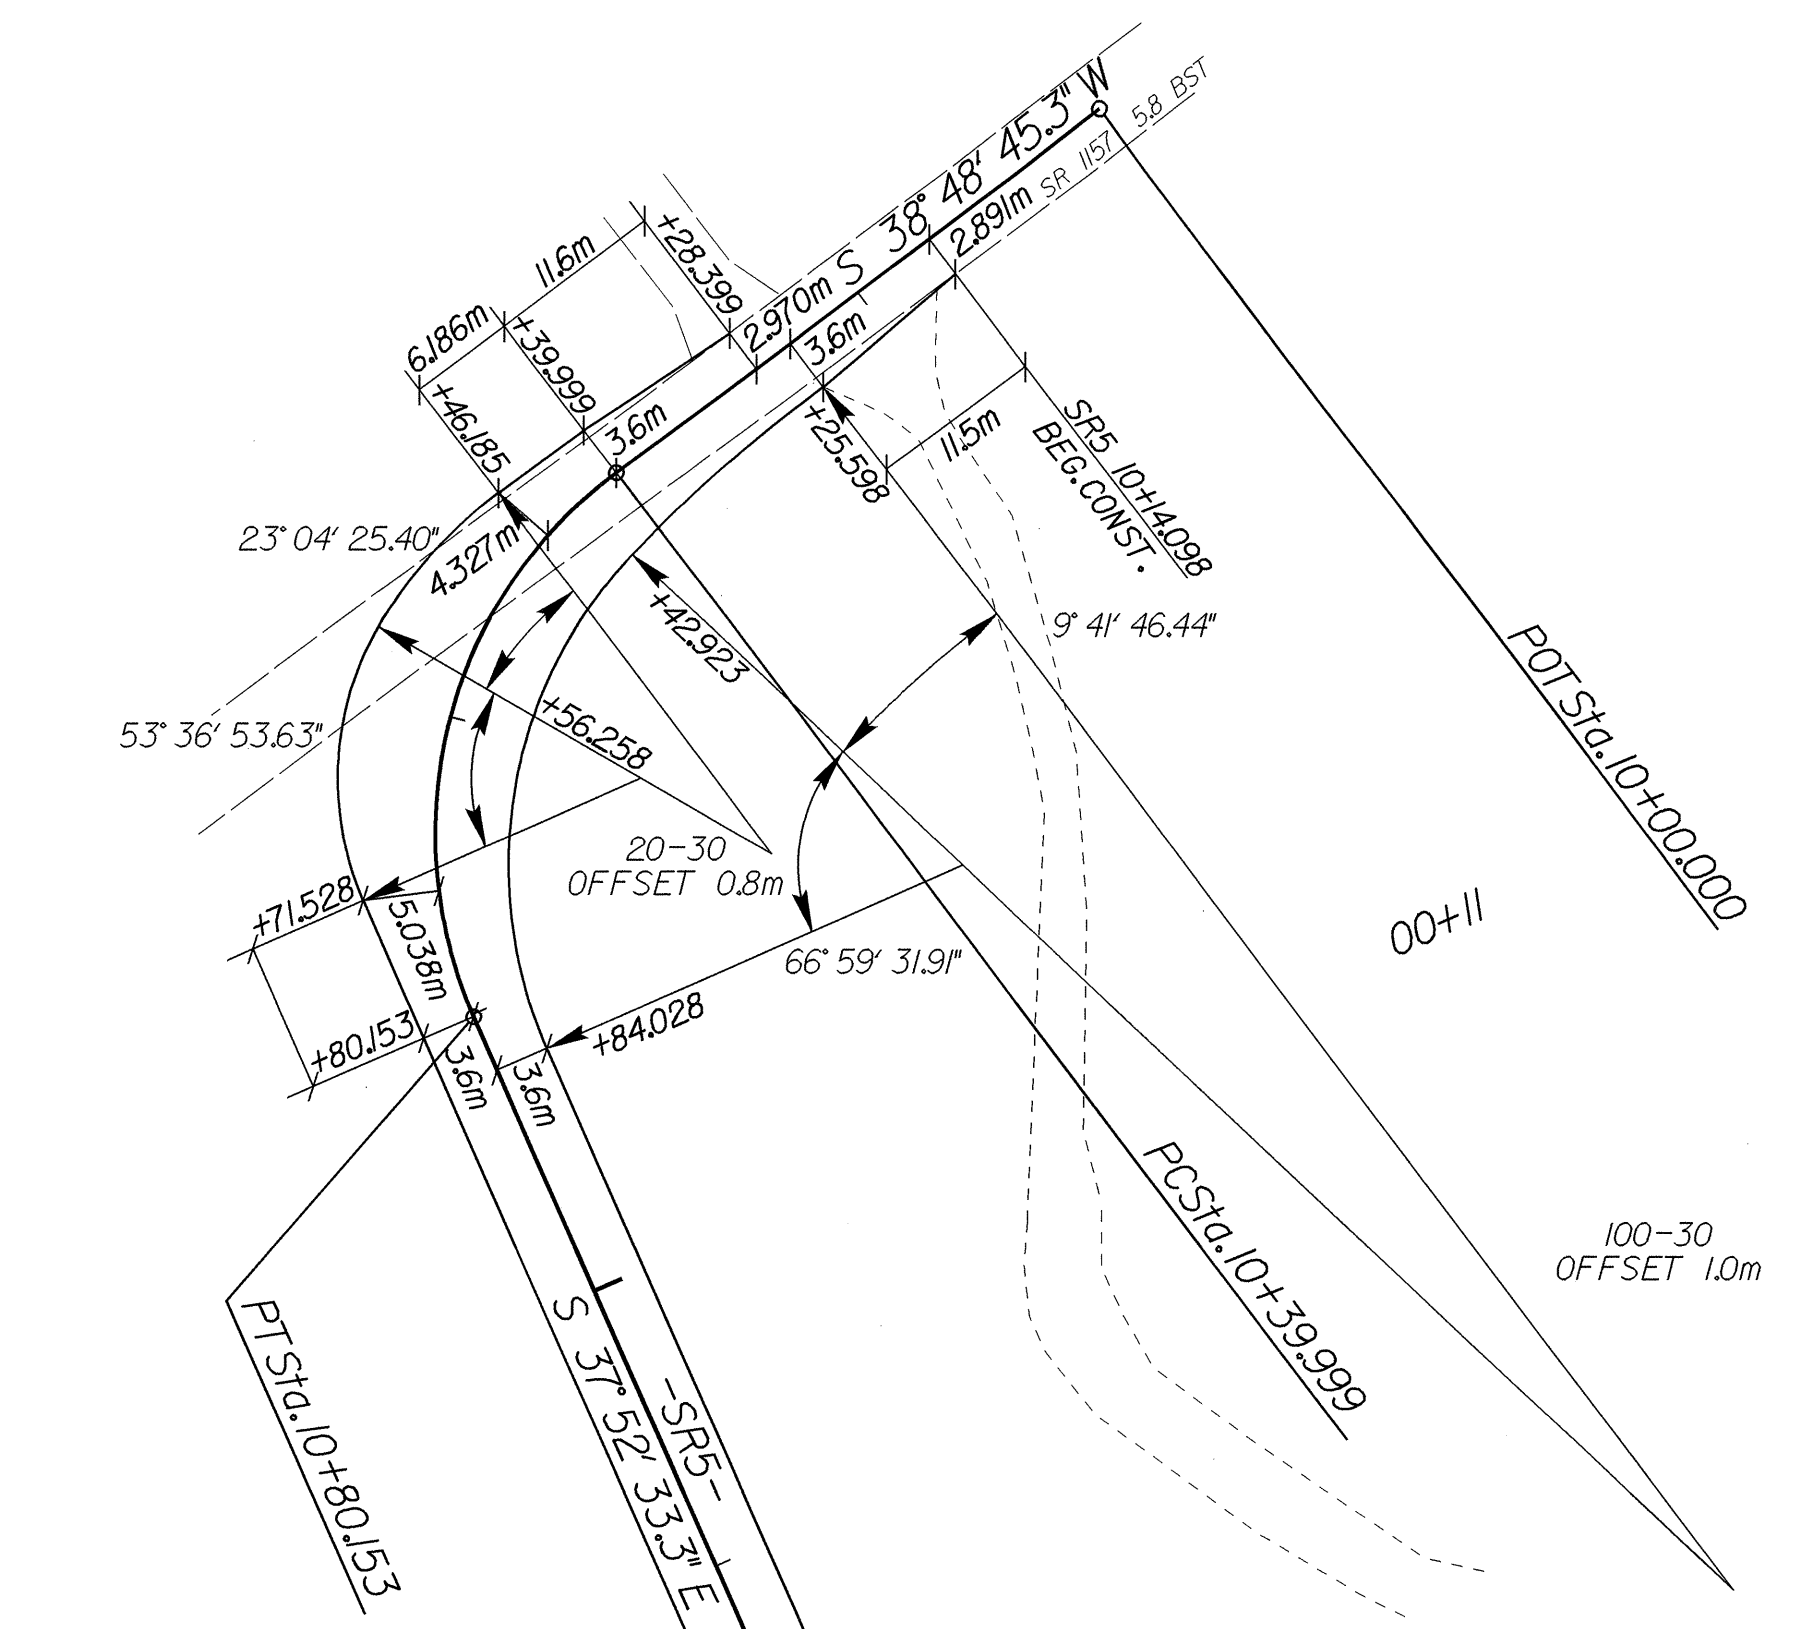 S 38° 48' 45.3" W
5.8 BST
SR 1157
2.891m
+28.399
11.6m
2.970m
6.186m
+39.999
3.6m
+46.185
3.6m
+25.598
11.5m
SR5 10+14.098
BEG.CONST.
23° 04' 25.40"
4.327m
+42.923
9° 41' 46.44"
POT Sta. 10+00.000
53° 36' 53.63"
+56.258
20-30
OFFSET 0.8m
+71.528
5.038m
00+11
66° 59' 31.91"
+84.028
+80.153
3.6m
3.6m
PC Sta. 10+39.999
100-30
OFFSET 1.0m
PT Sta. 10+80.153
S 37° 52' 33.3" E
-SR5-